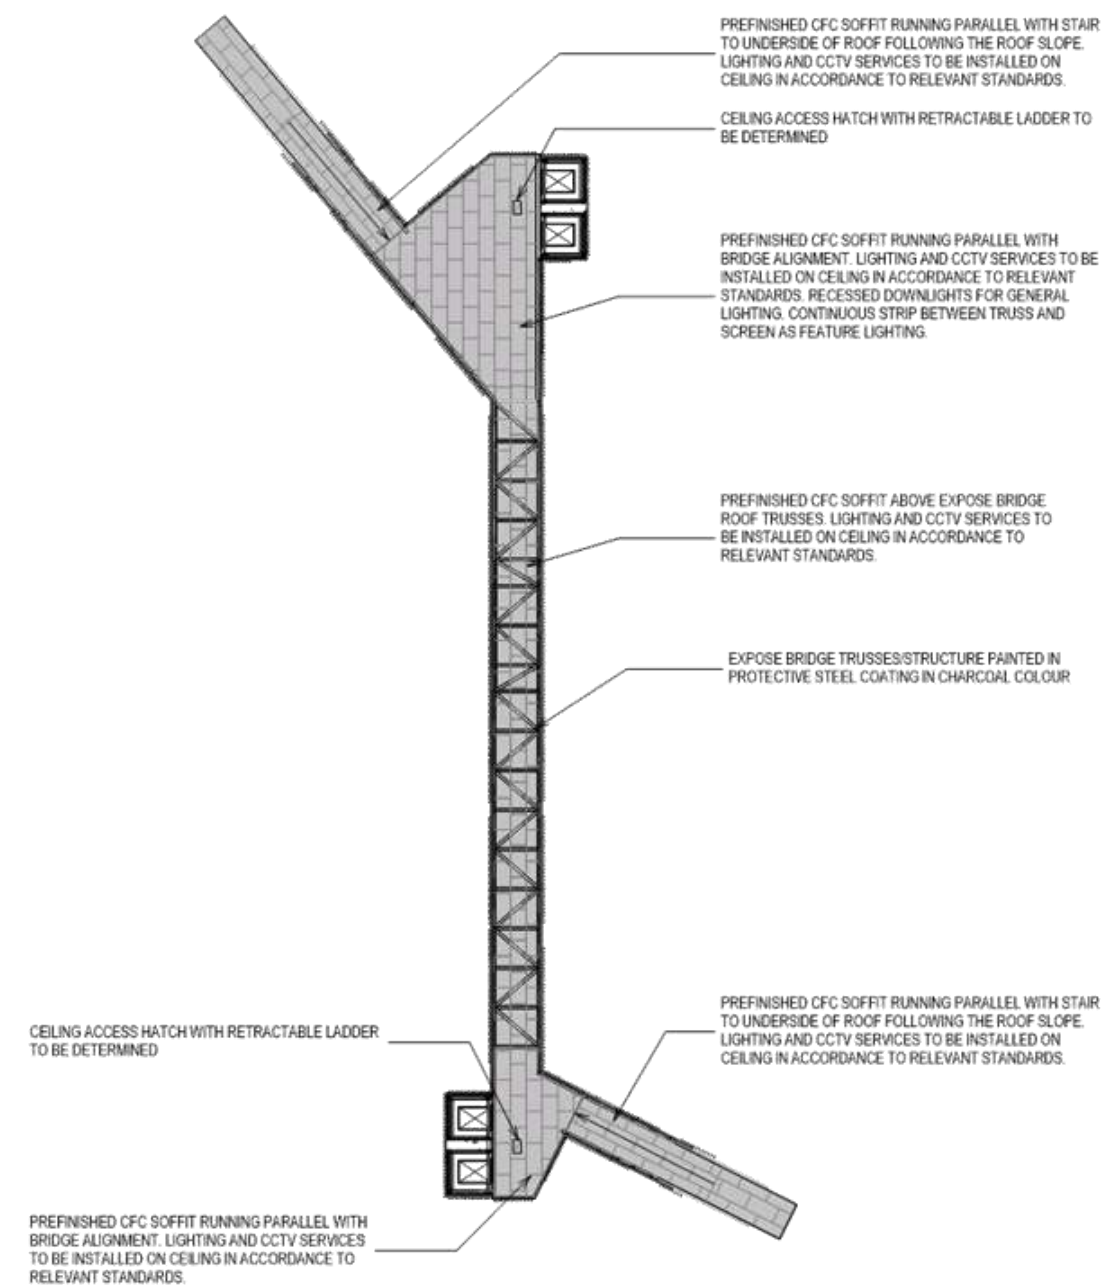 PREFINISHED CFC SOFFIT RUNNING PARALLEL WITH STAIR
TO UNDERSIDE OF ROOF FOLLOWING THE ROOF SLOPE.
LIGHTING AND CCTV SERVICES TO BE INSTALLED ON
CEILING IN ACCORDANCE TO RELEVANT STANDARDS.
CEILING ACCESS HATCH WITH RETRACTABLE LADDER TO
BE DETERMINED
PREFINISHED CFC SOFFIT RUNNING PARALLEL WITH
BRIDGE ALIGNMENT. LIGHTING AND CCTV SERVICES TO BE
INSTALLED ON CEILING IN ACCORDANCE TO RELEVANT
STANDARDS. RECESSED DOWNLIGHTS FOR GENERAL
LIGHTING. CONTINUOUS STRIP BETWEEN TRUSS AND
SCREEN AS FEATURE LIGHTING.
PREFINISHED CFC SOFFIT ABOVE EXPOSE BRIDGE
ROOF TRUSSES. LIGHTING AND CCTV SERVICES TO
BE INSTALLED ON CEILING IN ACCORDANCE TO
RELEVANT STANDARDS.
EXPOSE BRIDGE TRUSSES/STRUCTURE PAINTED IN
PROTECTIVE STEEL COATING IN CHARCOAL COLOUR
PREFINISHED CFC SOFFIT RUNNING PARALLEL WITH STAIR
TO UNDERSIDE OF ROOF FOLLOWING THE ROOF SLOPE.
LIGHTING AND CCTV SERVICES TO BE INSTALLED ON
CEILING IN ACCORDANCE TO RELEVANT STANDARDS.
CEILING ACCESS HATCH WITH RETRACTABLE LADDER
TO BE DETERMINED
PREFINISHED CFC SOFFIT RUNNING PARALLEL WITH
BRIDGE ALIGNMENT. LIGHTING AND CCTV SERVICES
TO BE INSTALLED ON CEILING IN ACCORDANCE TO
RELEVANT STANDARDS.